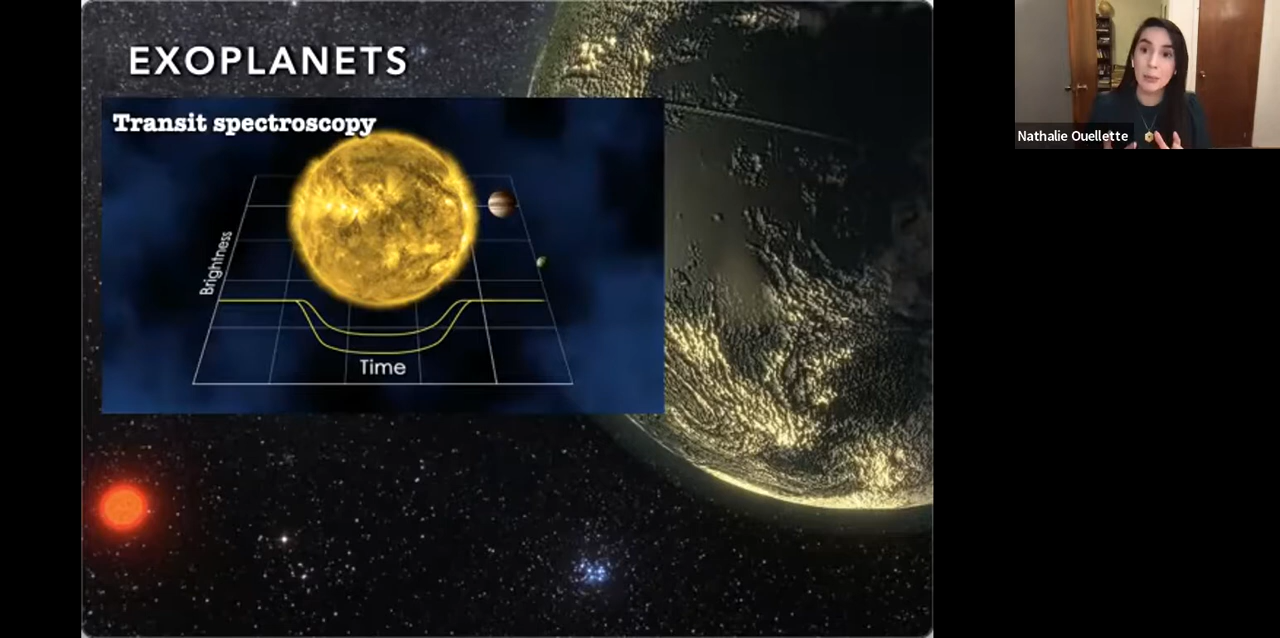 EXOPLANETS
Transit spectroscopy
Brightness
Time
Nathalie Ouellette